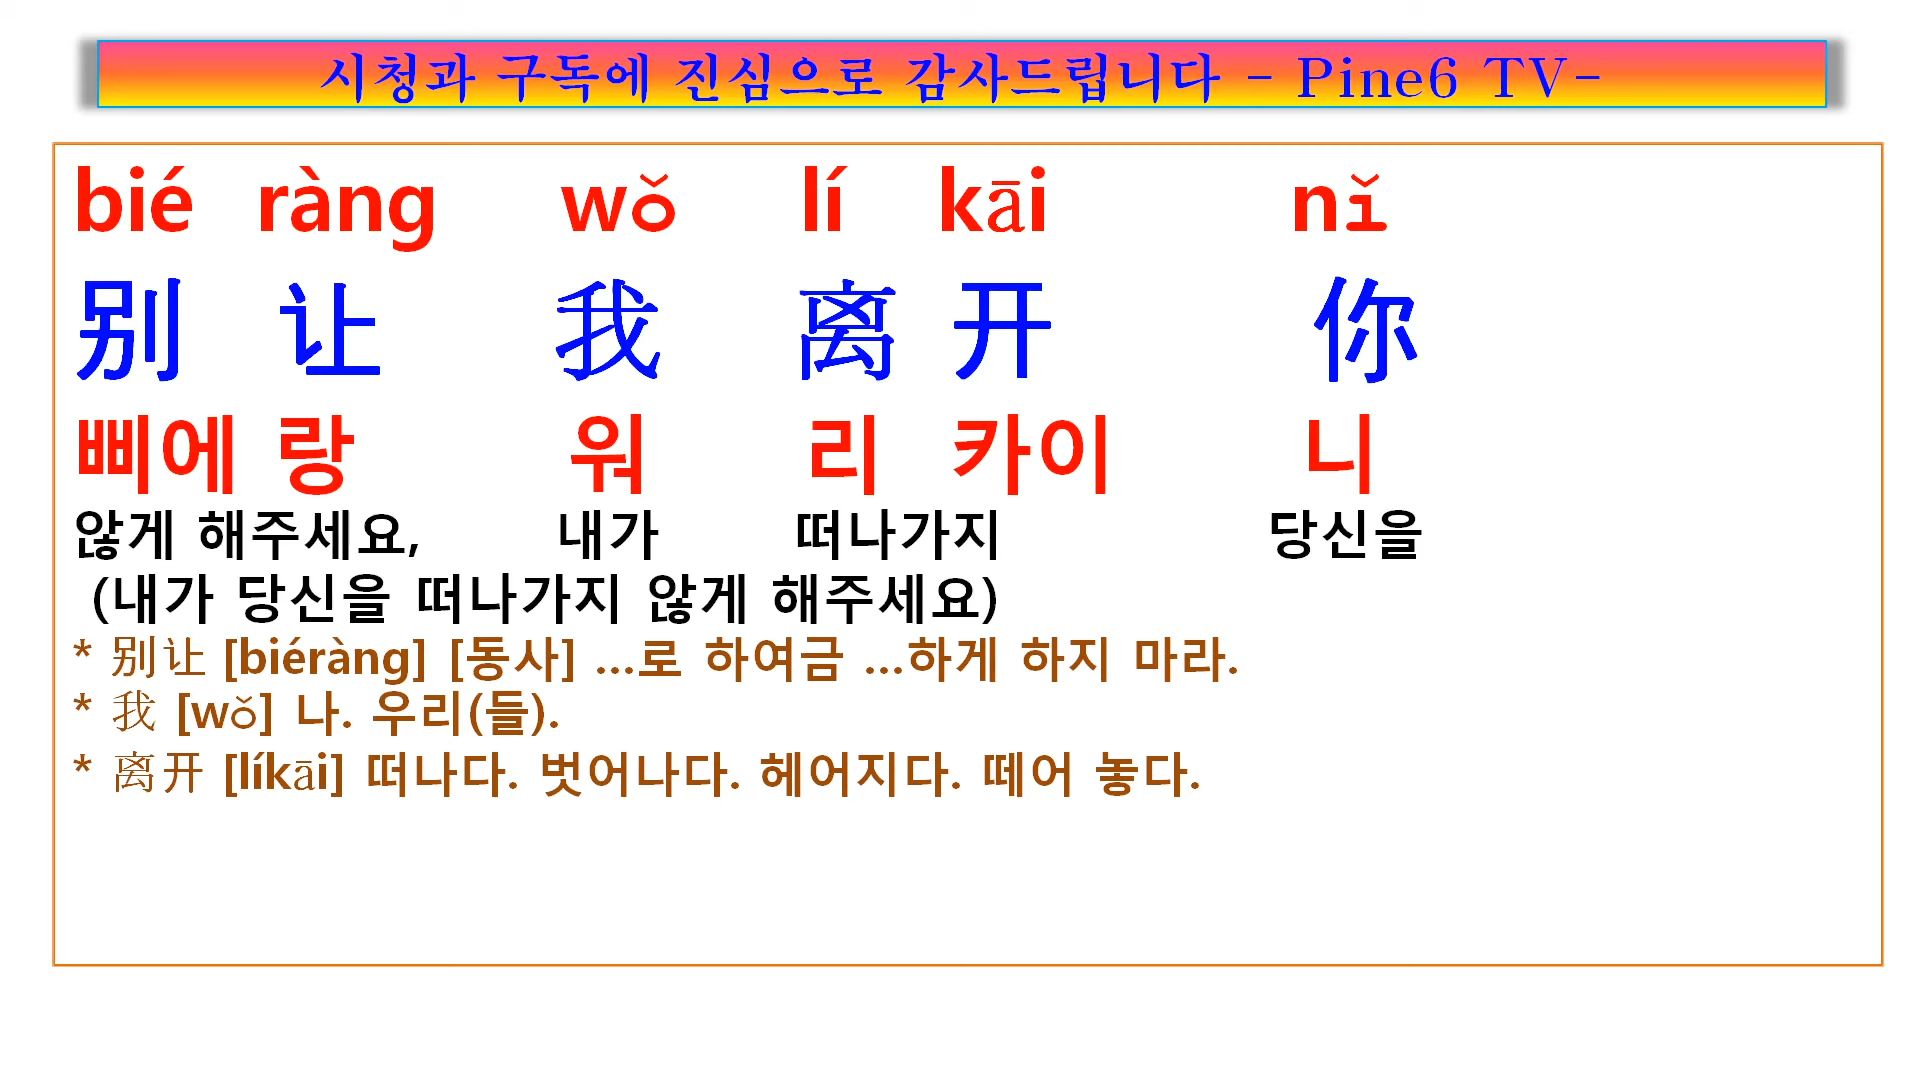 시청과 구독에 진심으로 감사드립니다 - Pine6 TV-
bié ràng wǒ lí kāi nǐ
别 让 我 离 开 你
삐에 랑 워 리 카이 니
않게 해주세요, 내가 떠나가지 당신을
(내가 당신을 떠나가지 않게 해주세요)
* 别让 [biéràng] [동사] ...로 하여금 ...하게 하지 마라.
* 我 [wǒ] 나. 우리(들).
* 离开 [líkāi] 떠나다. 벗어나다. 헤어지다. 떼어 놓다.